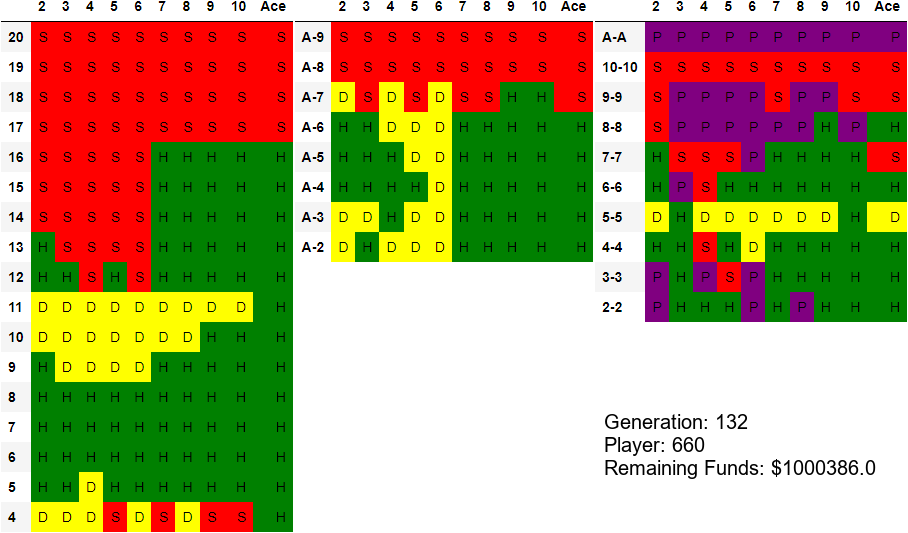 2 3 4 5 6 7 8 9 10 Ace
20 S S S S S S S S S S
19 S S S S S S S S S S
18 S S S S S S S S S S
17 S S S S S S S S S S
16 S S S S S H H H H H
15 S S S S S H H H H H
14 S S S S S H H H H H
13 H S S S S H H H H H
12 H H S H S H H H H H
11 D D D D D D D D D H
10 D D D D D D D H H H
9 H D D D D H H H H H
8 H H H H H H H H H H
7 H H H H H H H H H H
6 H H H H H H H H H H
5 H H D H H H H H H H
4 D D D S D S D S S H
2 3 4 5 6 7 8 9 10 Ace
A-9 S S S S S S S S S S
A-8 S S S S S S S S S S
A-7 D S D S D S S H H S
A-6 H H D D D H H H H H
A-5 H H H D D H H H H H
A-4 H H H H D H H H H H
A-3 D D H D D H H H H H
A-2 D H D D D H H H H H
2 3 4 5 6 7 8 9 10 Ace
A-A P P P P P P P P P P
10-10 S S S S S S S S S S
9-9 S P P P P S P P S S
8-8 S P P P P P P H P H
7-7 H S S S P H H H H S
6-6 H P S H H H H H H H
5-5 D H D D D D D D H D
4-4 H H S H D H H H H H
3-3 P H P S P H H H H H
2-2 P H H H P H P H H H
Generation: 132
Player: 660
Remaining Funds: $1000386.0